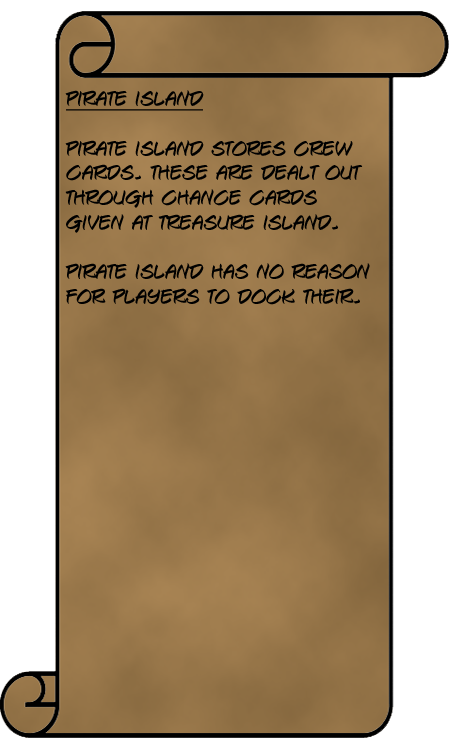 PIRATE ISLAND
PIRATE ISLAND STORES CREW
CARDS. THESE ARE DEALT OUT
THROUGH CHANCE CARDS
GIVEN AT TREASURE ISLAND.
PIRATE ISLAND HAS NO REASON
FOR PLAYERS TO DOCK THEIR.